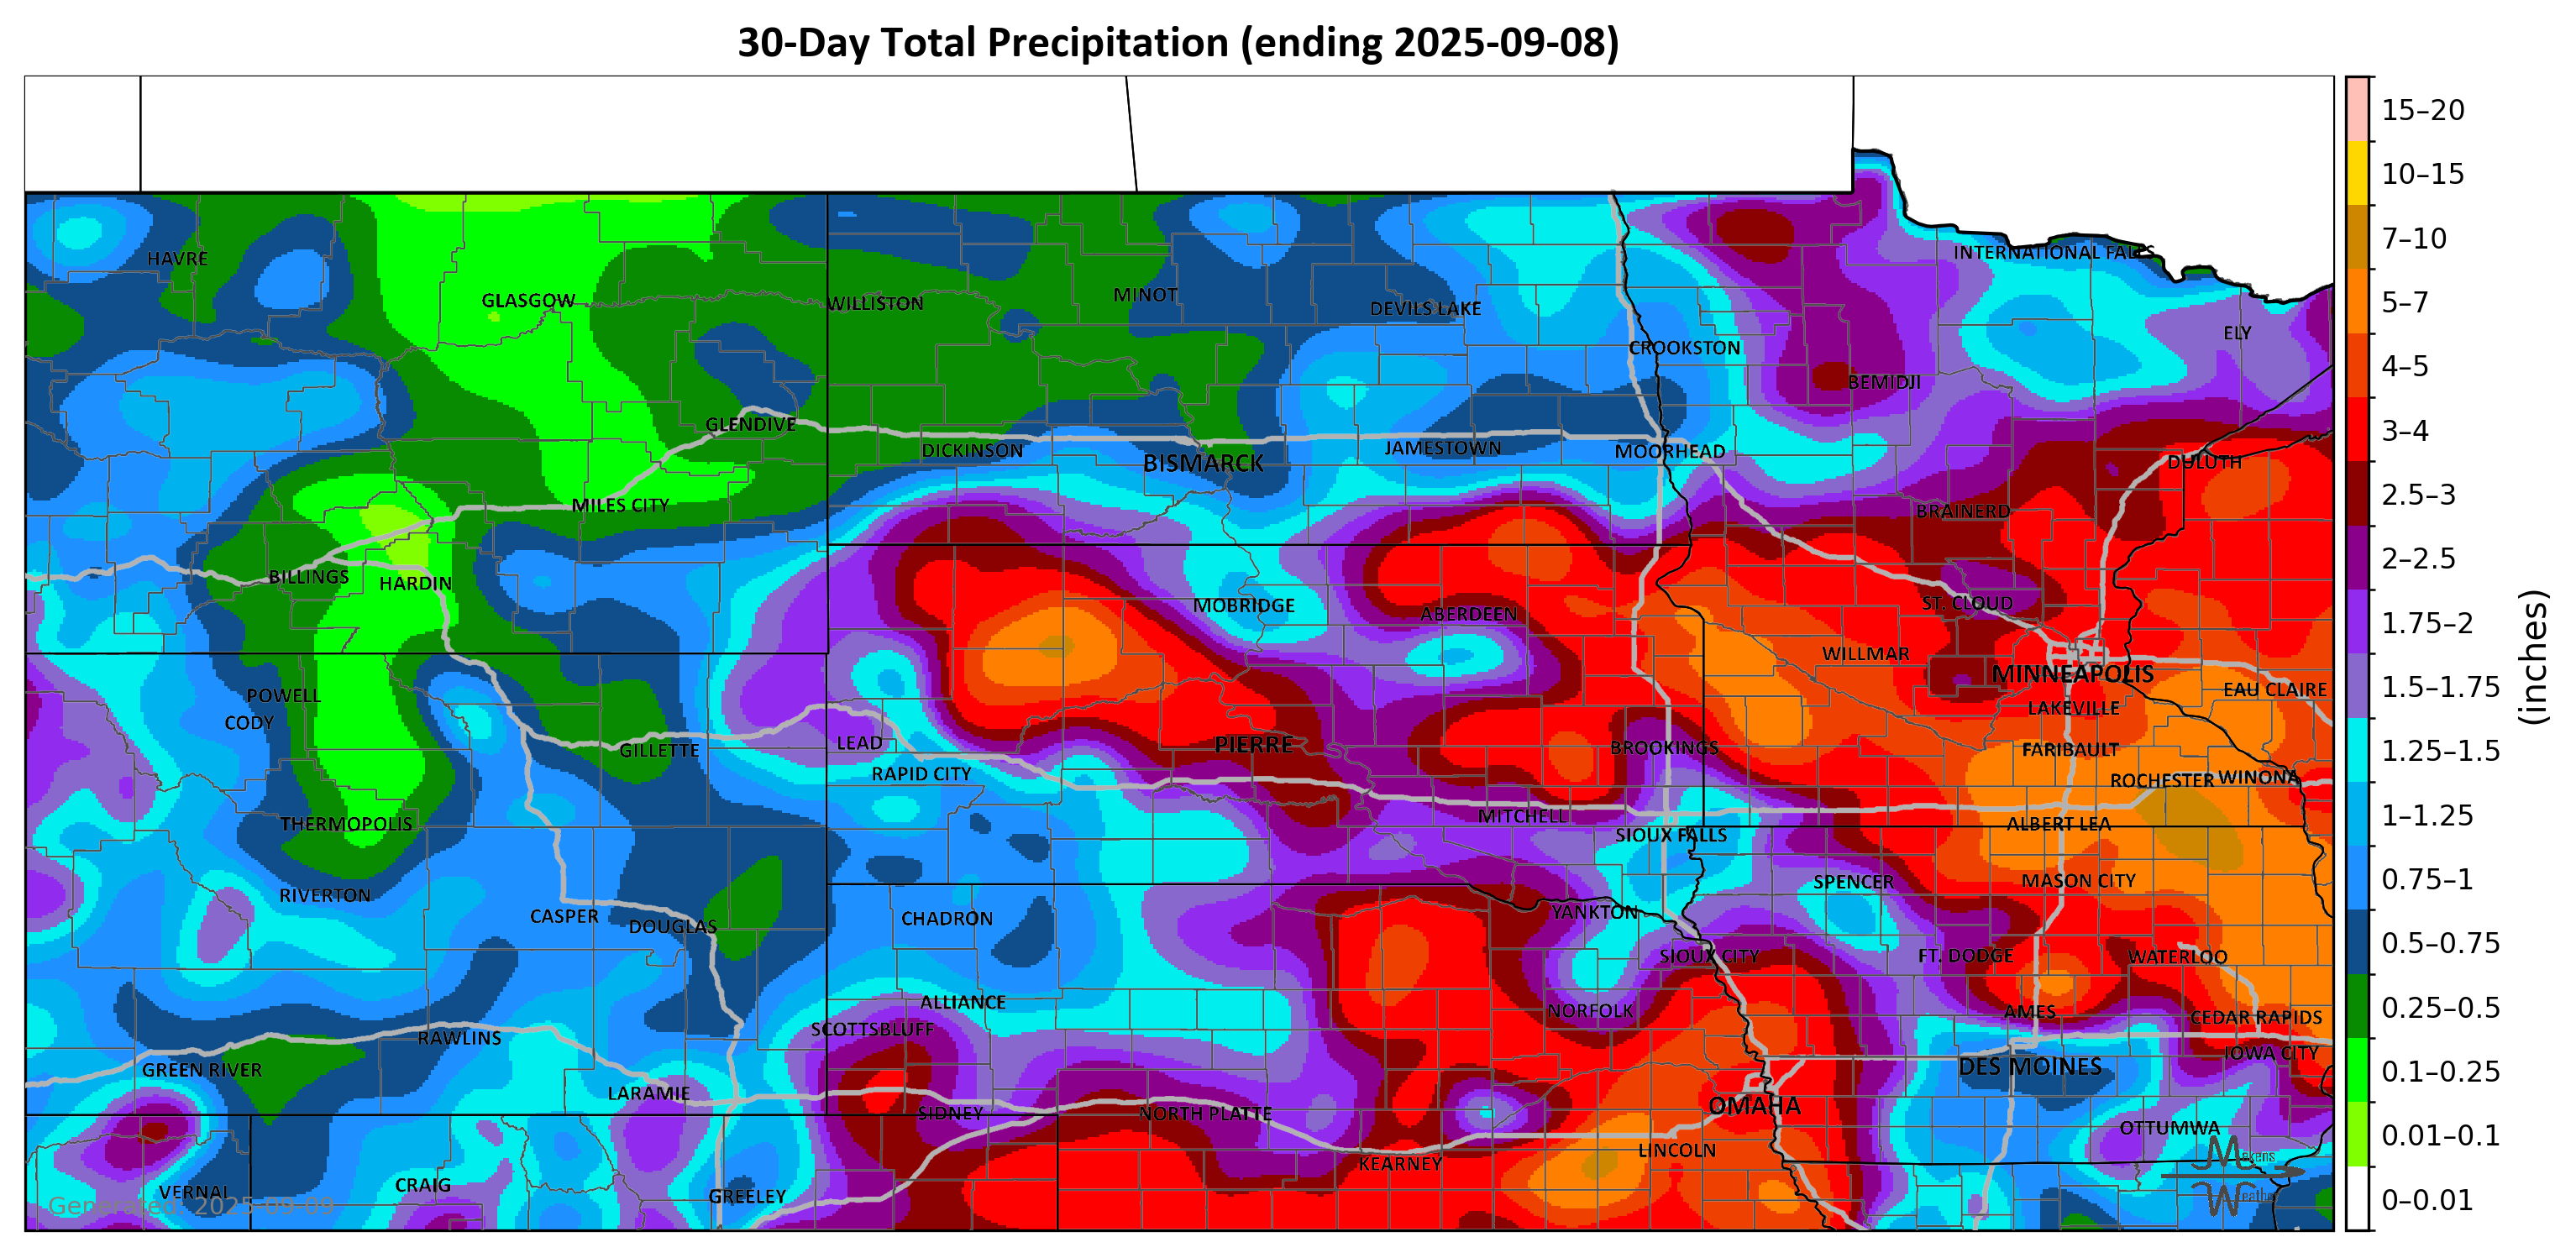 30-Day Total Precipitation (ending 2025-09-08)
15–20
10–15
7–10
5–7
4–5
3–4
2.5–3
2–2.5
1.75–2
1.5–1.75
1.25–1.5
1–1.25
0.75–1
0.5–0.75
0.25–0.5
0.1–0.25
0.01–0.1
0–0.01
(inches)
INTERNATIONAL FALLS
HAVRE
GLASGOW
WILLISTON
MINOT
DEVILS LAKE
ELY
CROOKSTON
BEMIDJI
GLENDIVE
DICKINSON
BISMARCK
JAMESTOWN
MOORHEAD
DULUTH
MILES CITY
BRAINERD
BILLINGS
HARDIN
MOBRIDGE
ABERDEEN
ST. CLOUD
WILLMAR
MINNEAPOLIS
EAU CLAIRE
POWELL
CODY
LAKEVILLE
GILLETTE
LEAD
PIERRE
BROOKINGS
FARIBAULT
RAPID CITY
ROCHESTER
WINONA
THERMOPOLIS
MITCHELL
SIOUX FALLS
ALBERT LEA
RIVERTON
SPENCER
MASON CITY
CASPER
DOUGLAS
CHADRON
YANKTON
SIOUX CITY
FT. DODGE
WATERLOO
ALLIANCE
NORFOLK
AMES
CEDAR RAPIDS
SCOTTSBLUFF
RAWLINS
GREEN RIVER
DES MOINES
IOWA CITY
LARAMIE
SIDNEY
NORTH PLATTE
OMAHA
OTTUMWA
KEARNEY
LINCOLN
VERNAL
CRAIG
GREELEY
Makens
Weather
Generated: 2025-09-09